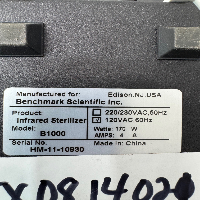 Manufactured for: Edison, NJ, USA
Benchmark Scientific Inc.
Product: 220/230VAC, 50Hz
Infrared Sterilizer 120VAC 60Hz
Model: B1000 Watts: 170 W
AMPS: 4 A
Serial No. Made in China
HM-11-10930